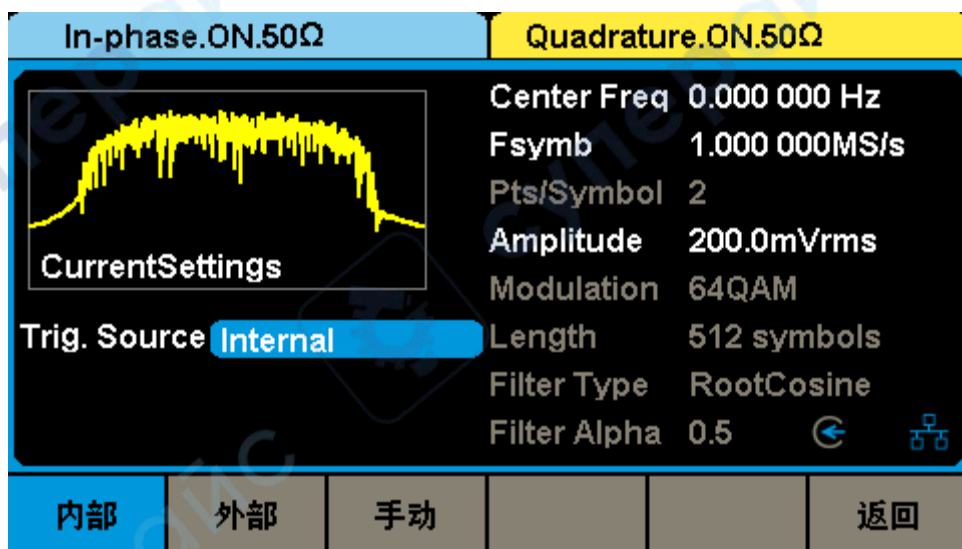 In-phase.ON.50Ω
Quadrature.ON.50Ω
CurrentSettings
Trig. Source Internal
Center Freq 0.000 000 Hz
Fsymb 1.000 000MS/s
Pts/Symbol 2
Amplitude 200.0mVrms
Modulation 64QAM
Length 512 symbols
Filter Type RootCosine
Filter Alpha 0.5
内部 外部 手动 返回